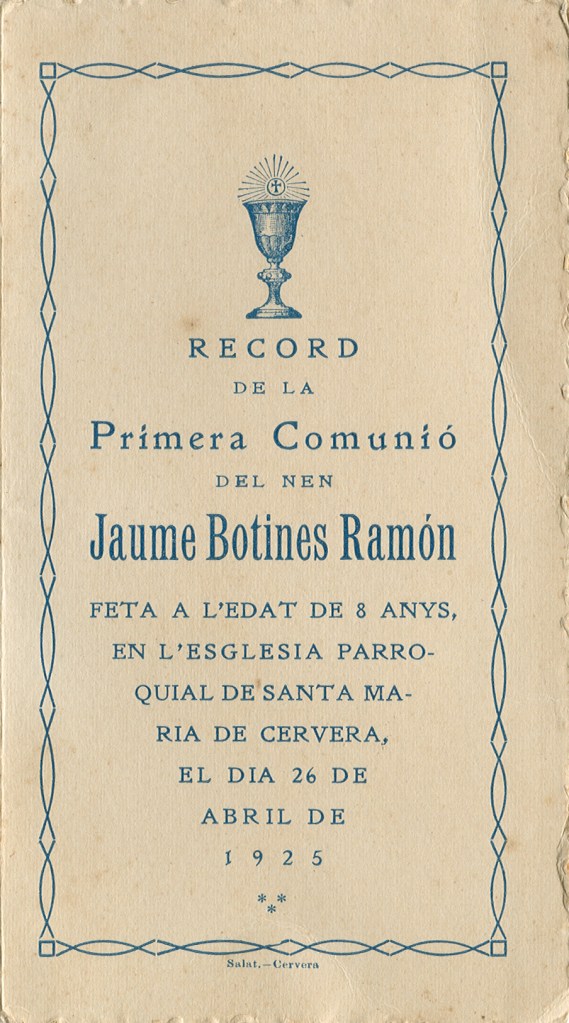 RECORD
DE LA
Primera Comunió
DEL NEN
Jaume Botines Ramón
FETA A L'EDAT DE 8 ANYS,
EN L'ESGLESIA PARRO-
QUIAL DE SANTA MA-
RIA DE CERVERA,
EL DIA 26 DE
ABRIL DE
1925
Salat.—Cervera